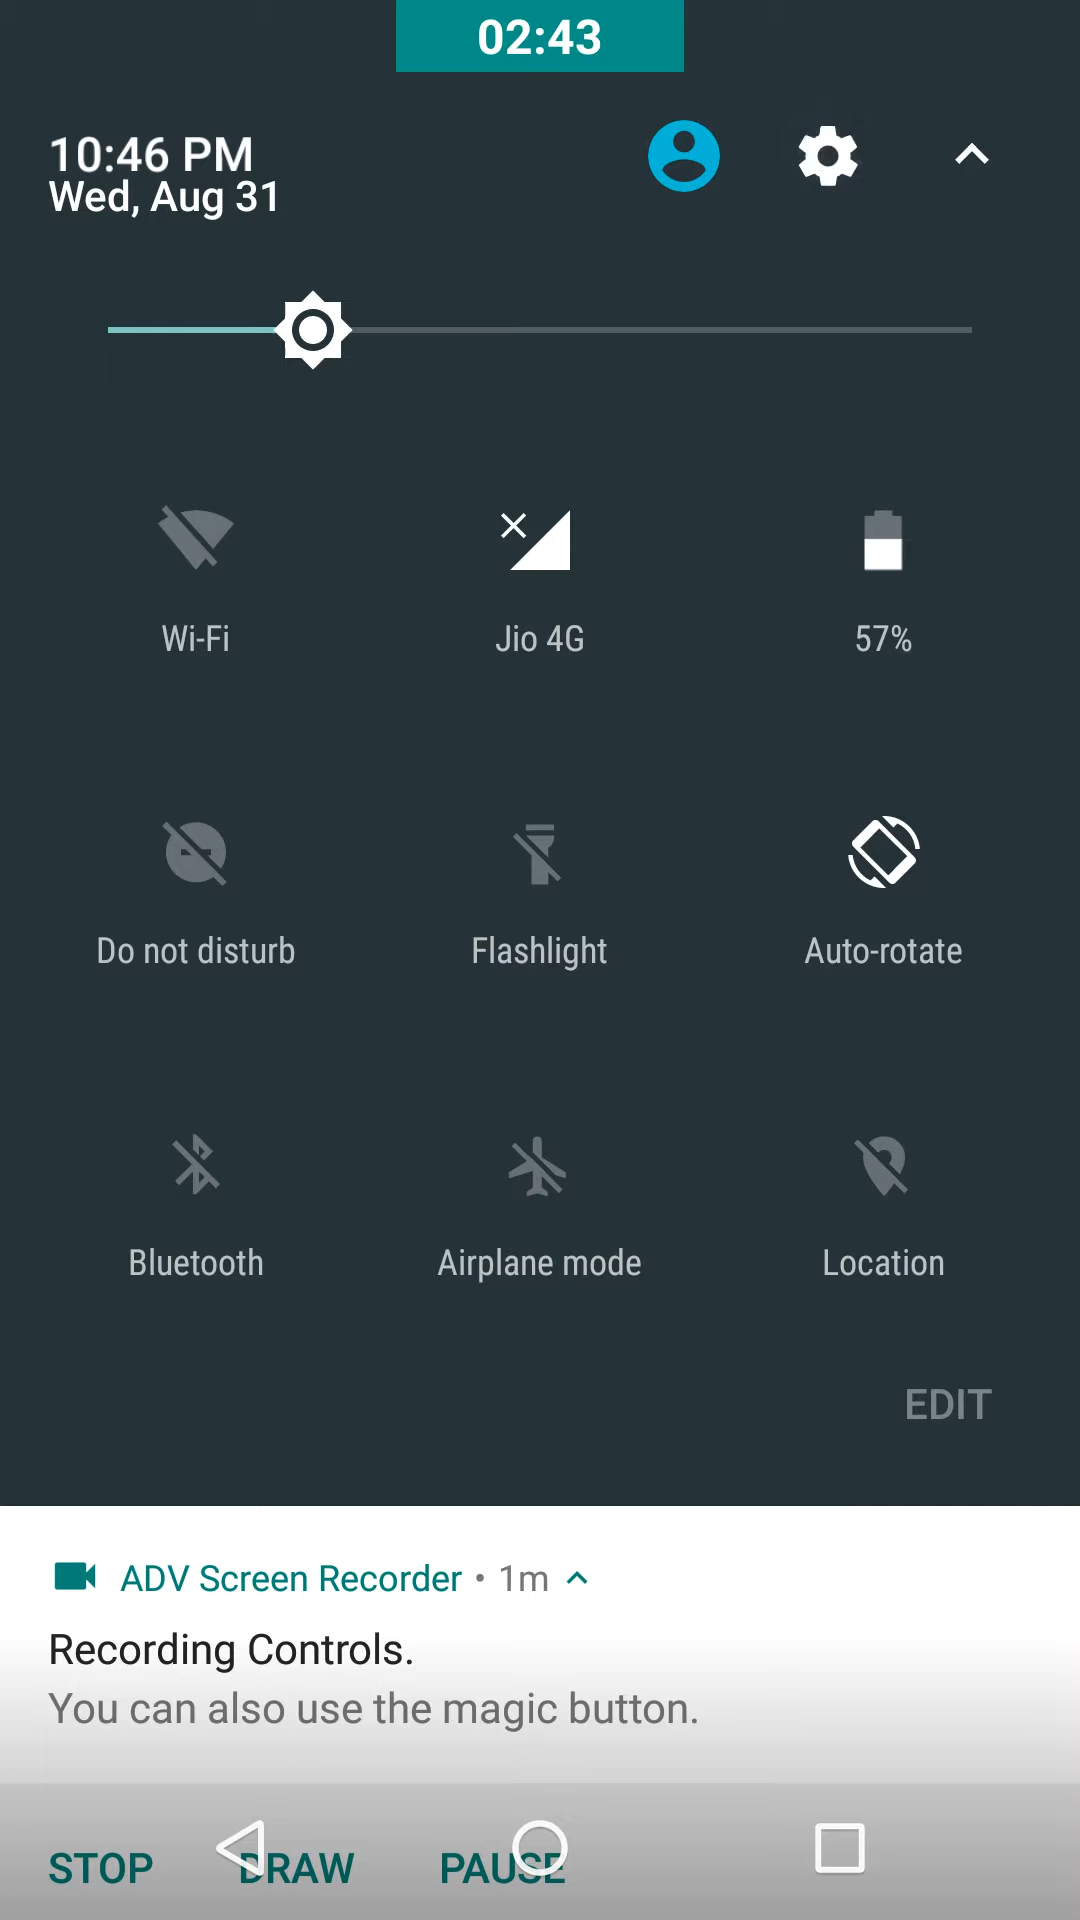 02:43
10:46 PM
Wed, Aug 31
Wi-Fi
Jio 4G
57%
Do not disturb
Flashlight
Auto-rotate
Bluetooth
Airplane mode
Location
EDIT
ADV Screen Recorder • 1m
Recording Controls.
You can also use the magic button.
STOP DRAW PAUSE